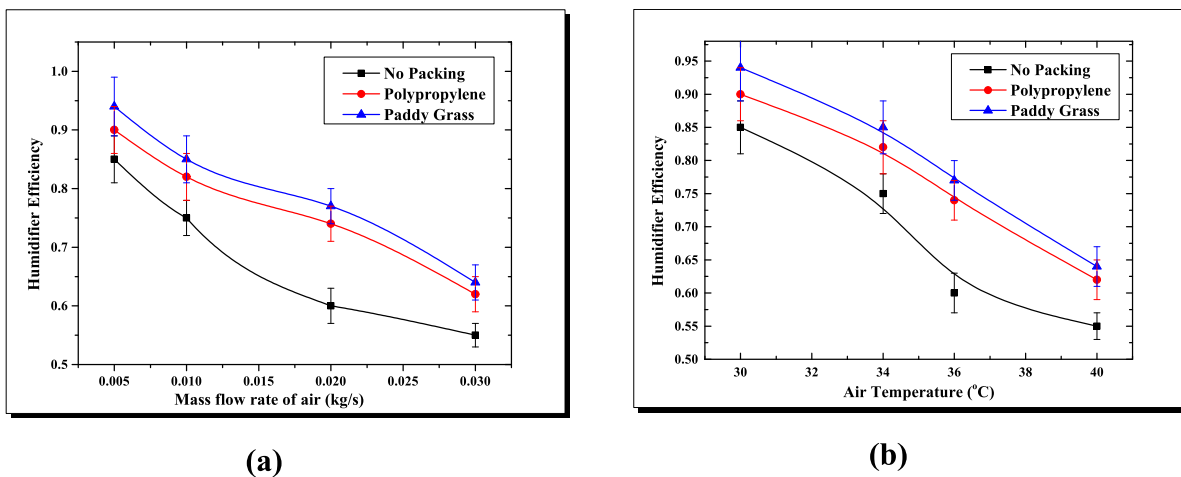 No Packing
Polypropylene
Paddy Grass
1.0
0.9
0.8
0.7
0.6
0.5
Humidifier Efficiency
0.005 0.010 0.015 0.020 0.025 0.030
Mass flow rate of air (kg/s)
(a)
No Packing
Polypropylene
Paddy Grass
0.95
0.90
0.85
0.80
0.75
0.70
0.65
0.60
0.55
0.50
Humidifier Efficiency
30 32 34 36 38 40
Air Temperature (°C)
(b)